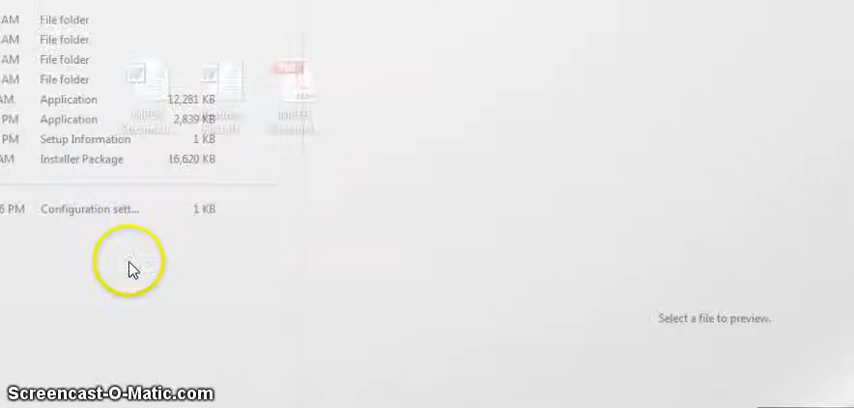 AM File folder
AM File folder
AM File folder
AM File folder
AM Application 12,281 KB
PM Application 2,839 KB
PM Setup Information 1 KB
AM Installer Package 16,620 KB
6 PM Configuration sett... 1 KB
Select a file to preview.
Screencast-O-Matic.com